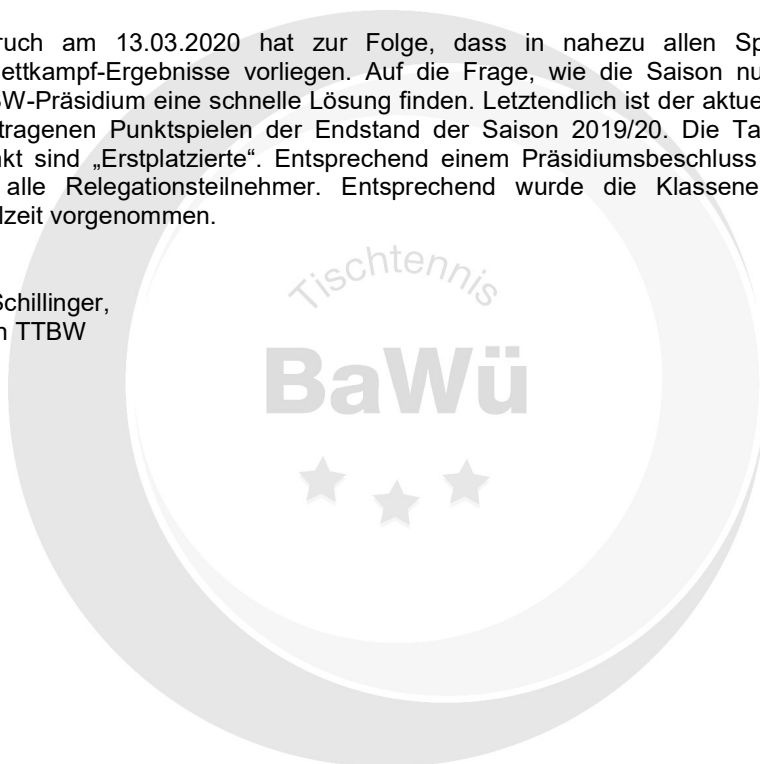 ruch am 13.03.2020 hat zur Folge, dass in nahezu allen Sp
ettkampf-Ergebnisse vorliegen. Auf die Frage, wie die Saison nu
W-Präsidium eine schnelle Lösung finden. Letztendlich ist der aktue
tragenen Punktspielen der Endstand der Saison 2019/20. Die Ta
kt sind „Erstplatzierte“. Entsprechend einem Präsidiumsbeschluss
alle Relegationsteilnehmer. Entsprechend wurde die Klassene
lzeit vorgenommen.
Schillinger,
n TTBW
Tischtennis
BaWü